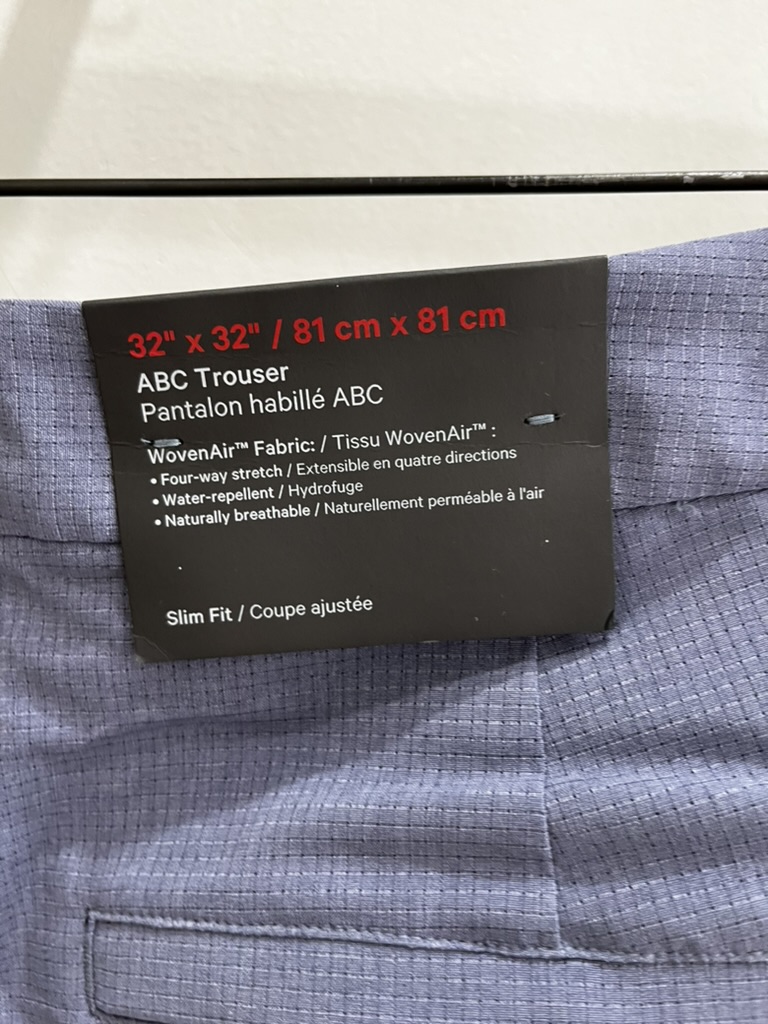 32" x 32" / 81 cm x 81 cm
ABC Trouser
Pantalon habillé ABC
WovenAir™ Fabric: / Tissu WovenAir™ :
• Four-way stretch / Extensible en quatre directions
• Water-repellent / Hydrofuge
• Naturally breathable / Naturellement perméable à l'air
Slim Fit / Coupe ajustée